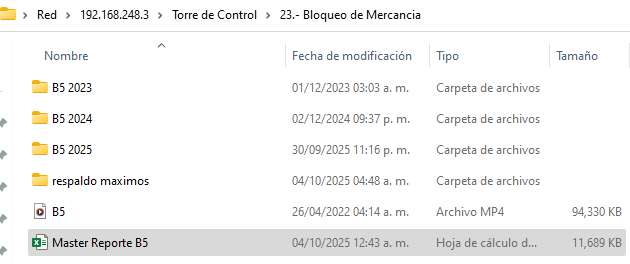 Red > 192.168.248.3 > Torre de Control > 23.- Bloqueo de Mercancia
Nombre Fecha de modificación Tipo Tamaño
B5 2023 01/12/2023 03:03 a. m. Carpeta de archivos
B5 2024 02/12/2024 09:37 p. m. Carpeta de archivos
B5 2025 30/09/2025 11:16 p. m. Carpeta de archivos
respaldo maximos 04/10/2025 04:48 a. m. Carpeta de archivos
B5 26/04/2022 04:14 a. m. Archivo MP4 94,330 KB
Master Reporte B5 04/10/2025 12:43 a. m. Hoja de cálculo d... 11,689 KB